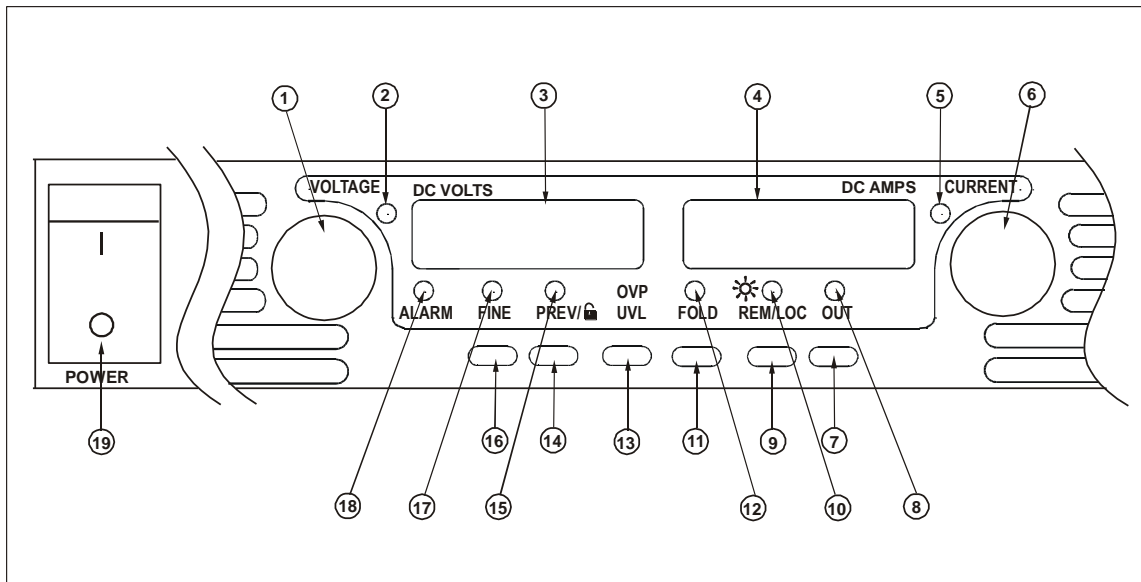 1 2 3 4 5 6
VOLTAGE DC VOLTS DC AMPS CURRENT
I
OVP
ALARM FINE PREV/ UVL FOLD REM/LOC OUT
POWER
19 16 14 13 11 9 7
18 17 15 12 10 8